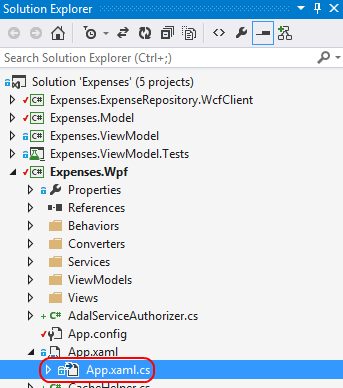 Solution Explorer
Search Solution Explorer (Ctrl+;)
Solution 'Expenses' (5 projects)
C# Expenses.ExpenseRepository.WcfClient
C# Expenses.Model
C# Expenses.ViewModel
Expenses.ViewModel.Tests
C# Expenses.Wpf
Properties
References
Behaviors
Converters
Services
ViewModels
Views
+ C# AdalServiceAuthorizer.cs
App.config
App.xaml
App.xaml.cs
+ C# CacheHelper.cs